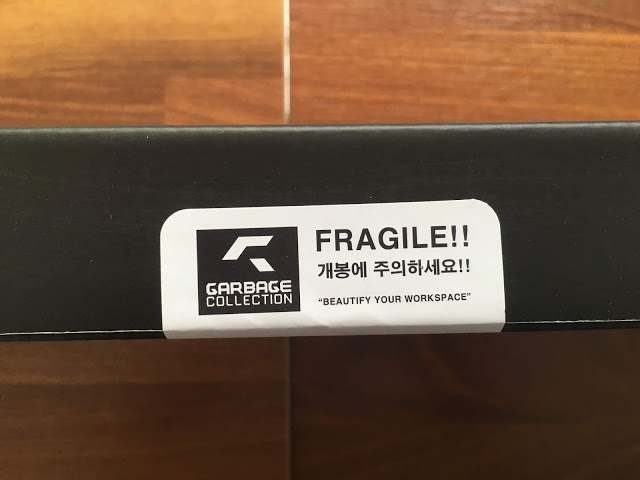 GARBAGE
COLLECTION
FRAGILE!!
개봉에 주의하세요!!
“BEAUTIFY YOUR WORKSPACE”